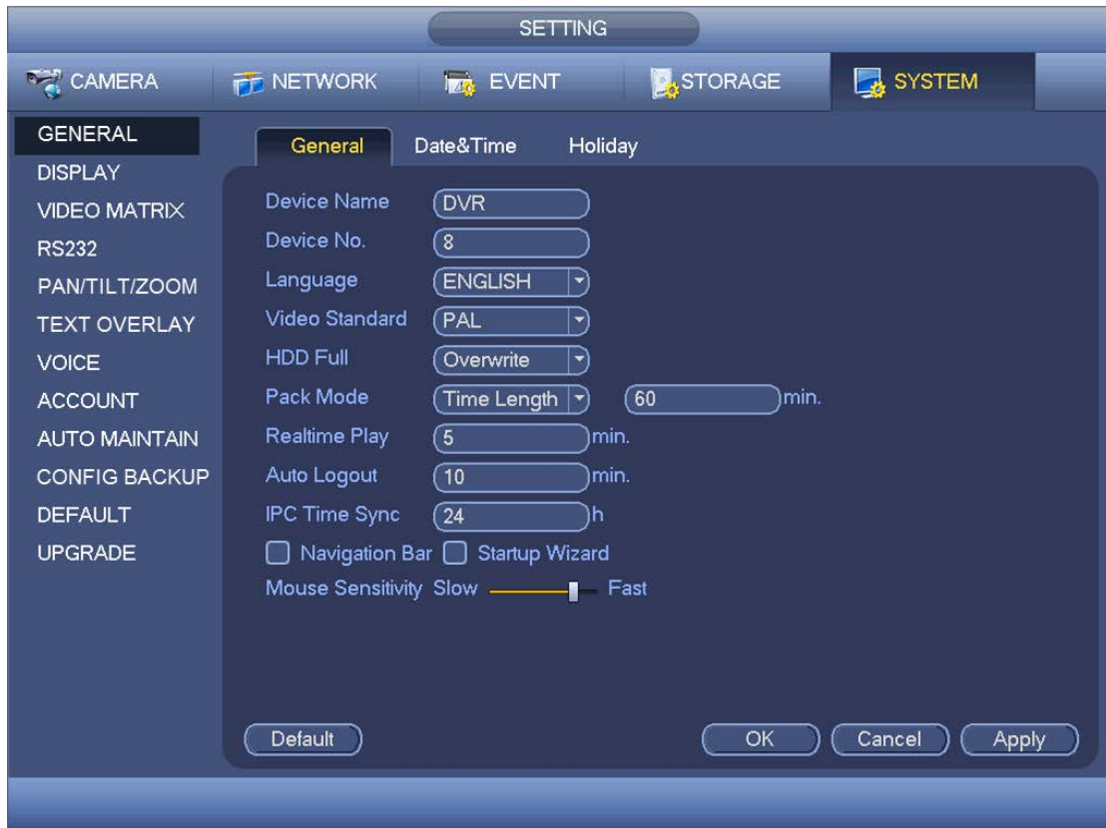 SETTING
CAMERA NETWORK EVENT STORAGE SYSTEM
GENERAL
DISPLAY
VIDEO MATRIX
RS232
PAN/TILT/ZOOM
TEXT OVERLAY
VOICE
ACCOUNT
AUTO MAINTAIN
CONFIG BACKUP
DEFAULT
UPGRADE
General Date&Time Holiday
Device Name DVR
Device No. 8
Language ENGLISH
Video Standard PAL
HDD Full Overwrite
Pack Mode Time Length 60 min.
Realtime Play 5 min.
Auto Logout 10 min.
IPC Time Sync 24 h
Navigation Bar Startup Wizard
Mouse Sensitivity Slow Fast
Default OK Cancel Apply